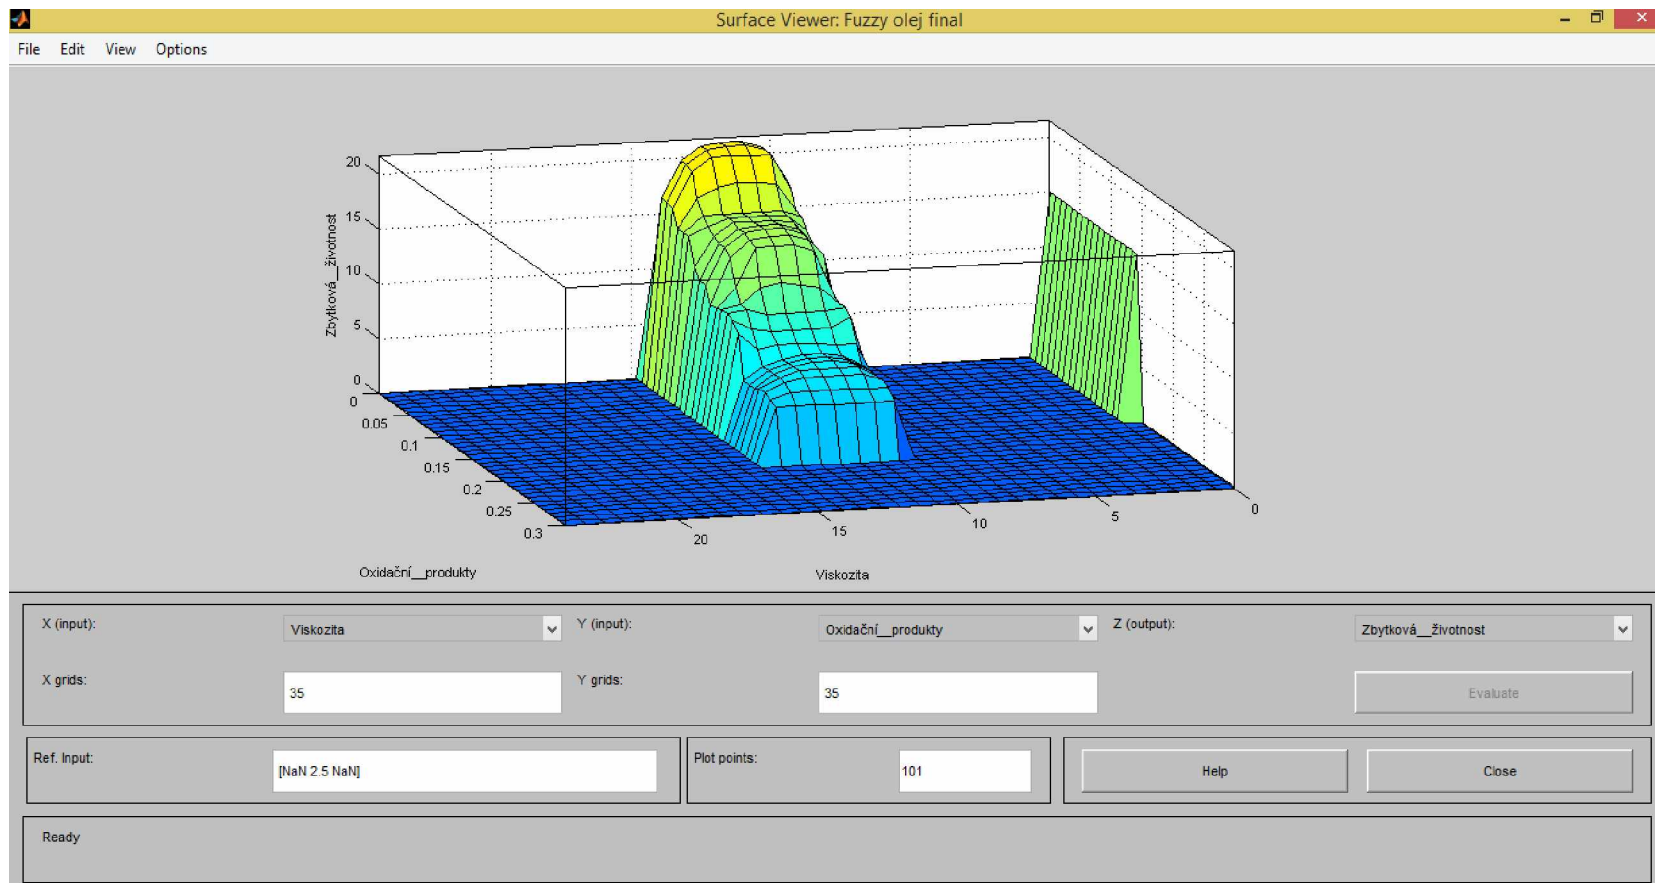 Surface Viewer: Fuzzy olej final
File Edit View Options
20
15
10
5
0
Zbytková__životnost
0
0.05
0.1
0.15
0.2
0.25
0.3
Oxidační__produkty
20
15
10
5
0
Viskozita
X (input): Viskozita Y (input): Oxidační__produkty Z (output): Zbytková__životnost
X grids: 35 Y grids: 35 Evaluate
Ref. Input: [NaN 2.5 NaN] Plot points: 101 Help Close
Ready